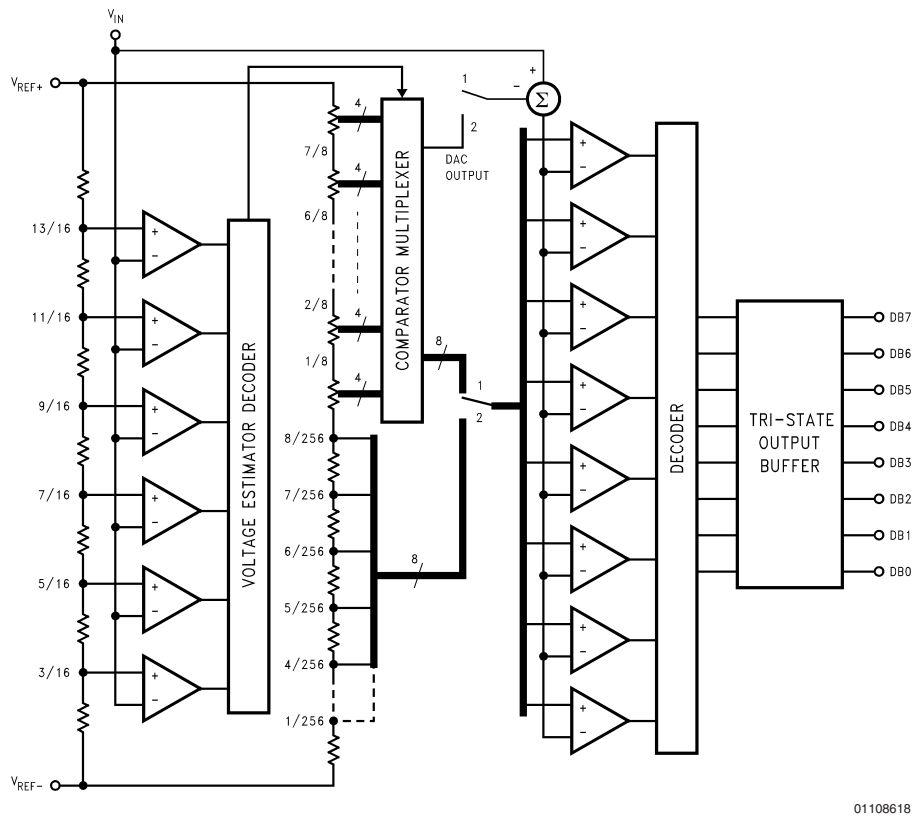 V_IN
V_REF+
13/16
11/16
9/16
7/16
5/16
3/16
V_REF-
+
−
+
−
+
−
+
−
+
−
+
−
VOLTAGE ESTIMATOR DECODER
4
7/8
4
6/8
2/8
4
1/8
4
8/256
7/256
6/256
5/256
4/256
1/256
COMPARATOR MULTIPLEXER
1
2
DAC
OUTPUT
+
−
Σ
8
1
2
8
+
−
+
−
+
−
+
−
+
−
+
−
+
−
+
−
DECODER
TRI-STATE
OUTPUT
BUFFER
DB7
DB6
DB5
DB4
DB3
DB2
DB1
DB0
01108618